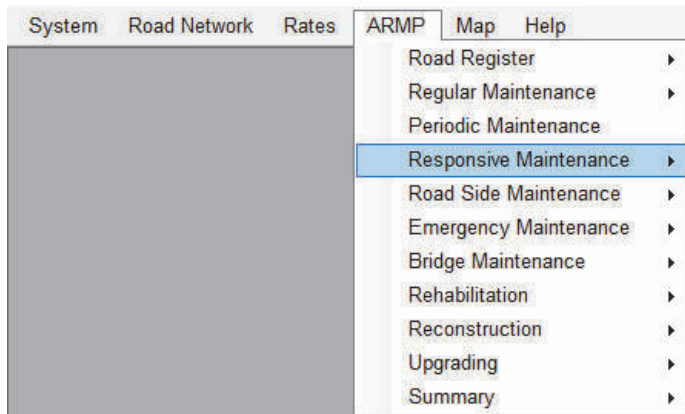 System Road Network Rates ARMP Map Help
Road Register
Regular Maintenance
Periodic Maintenance
Responsive Maintenance
Road Side Maintenance
Emergency Maintenance
Bridge Maintenance
Rehabilitation
Reconstruction
Upgrading
Summary